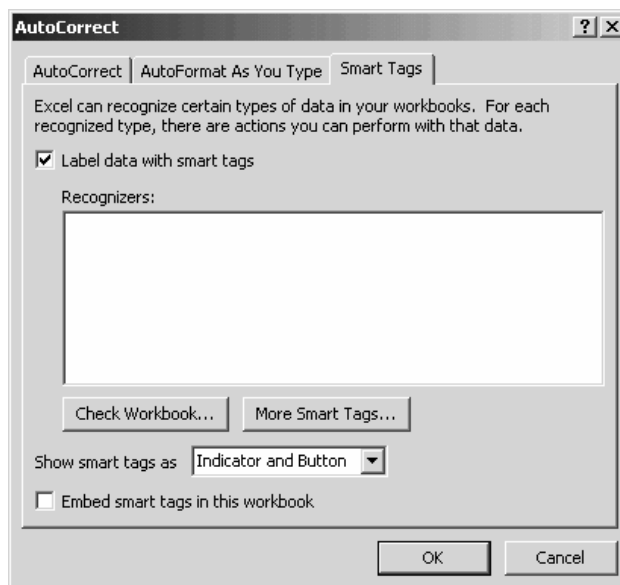 AutoCorrect
AutoCorrect AutoFormat As You Type Smart Tags
Excel can recognize certain types of data in your workbooks. For each
recognized type, there are actions you can perform with that data.
Label data with smart tags
Recognizers:
Check Workbook... More Smart Tags...
Show smart tags as Indicator and Button
Embed smart tags in this workbook
OK Cancel